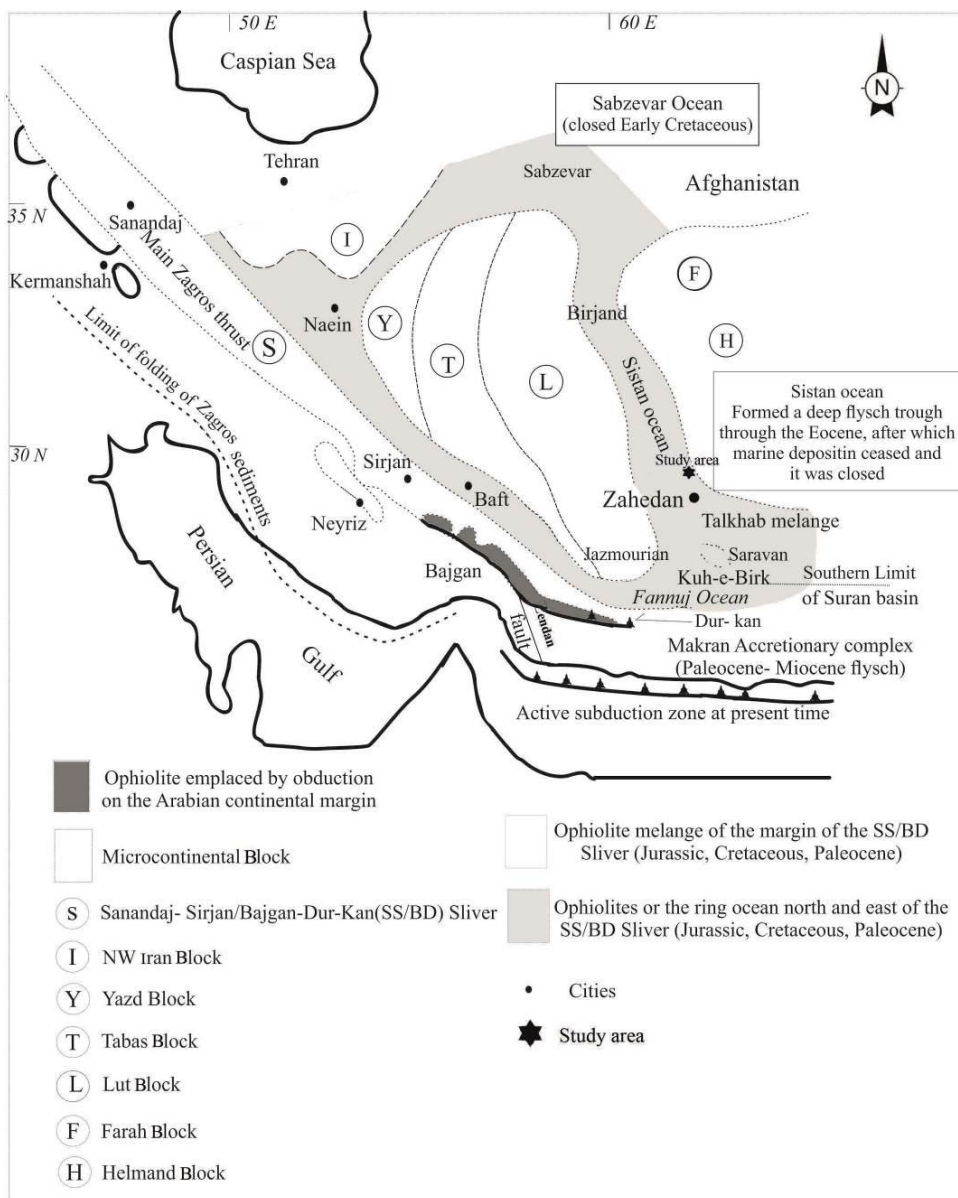 50 E
60 E
Caspian Sea
N
Sabzevar Ocean
(closed Early Cretaceous)
Tehran
Sabzevar
Afghanistan
35 N
Sanandaj
Main Zagros thrust
I
Kermanshah
F
Naein
Y
Birjand
S
T
H
L
Limit of folding of Zagros
sediments
Sistan ocean
Sistan ocean
Formed a deep flysch trough
through the Eocene, after which
marine depositin ceased and
it was closed
30 N
Sirjan
Study area
Baft
Zahedan
Neyriz
Talkhab melange
Persian
Gulf
Jazmourian
Saravan
Bajgan
Kuh-e-Birk
Southern Limit
of Suran basin
Fannuj Ocean
Dur- kan
Zendan
fault
Makran Accretionary complex
(Paleocene- Miocene flysch)
Active subduction zone at present time
Ophiolite emplaced by obduction
on the Arabian continental margin
Microcontinental Block
S Sanandaj- Sirjan/Bajgan-Dur-Kan(SS/BD) Sliver
I NW Iran Block
Y Yazd Block
T Tabas Block
L Lut Block
F Farah Block
H Helmand Block
Ophiolite melange of the margin of the SS/BD
Sliver (Jurassic, Cretaceous, Paleocene)
Ophiolites or the ring ocean north and east of the
SS/BD Sliver (Jurassic, Cretaceous, Paleocene)
Cities
Study area